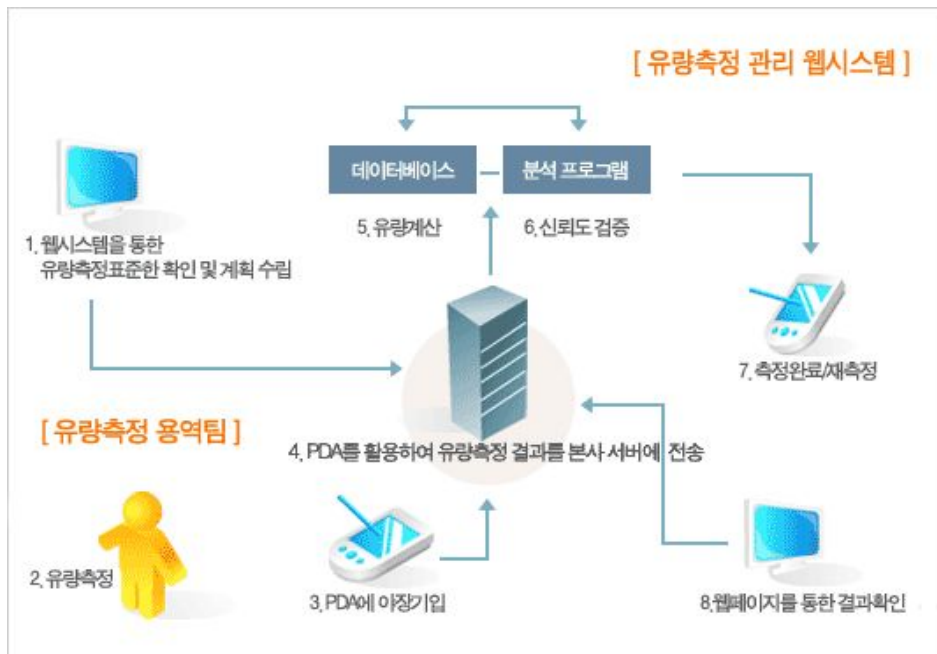 [ 유량측정 관리 웹시스템 ]
데이터베이스
분석 프로그램
5. 유량계산
6. 신뢰도 검증
1. 웹시스템을 통한
유량측정표준한 확인 및 계획 수립
7. 측정완료/재측정
[ 유량측정 용역팀 ]
4. PDA를 활용하여 유량측정 결과를 본사 서버에 전송
2. 유량측정
3. PDA에 야장기입
8.웹페이지를 통한 결과확인